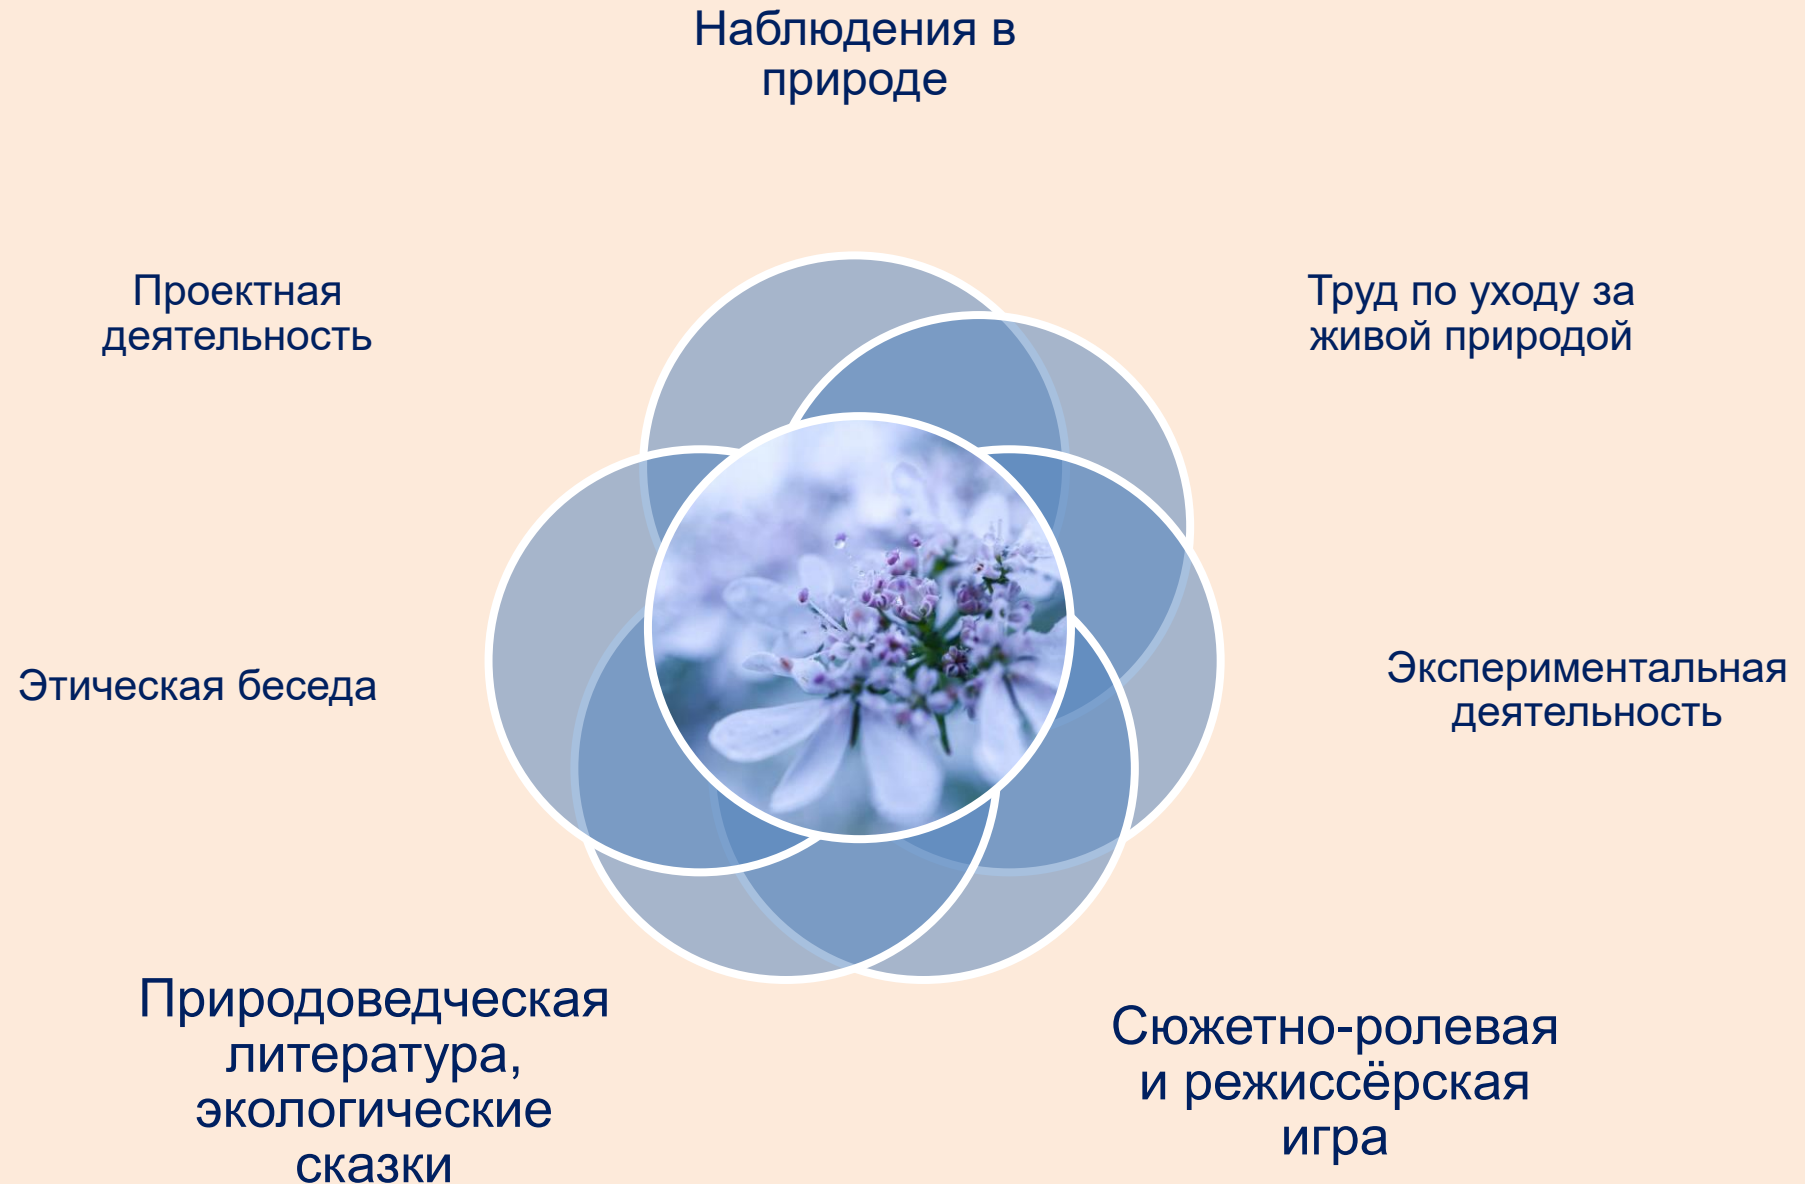 Наблюдения в
природе
Проектная
деятельность
Труд по уходу за
живой природой
Этическая беседа
Экспериментальная
деятельность
Природоведческая
литература,
экологические
сказки
Сюжетно-ролевая
и режиссёрская
игра